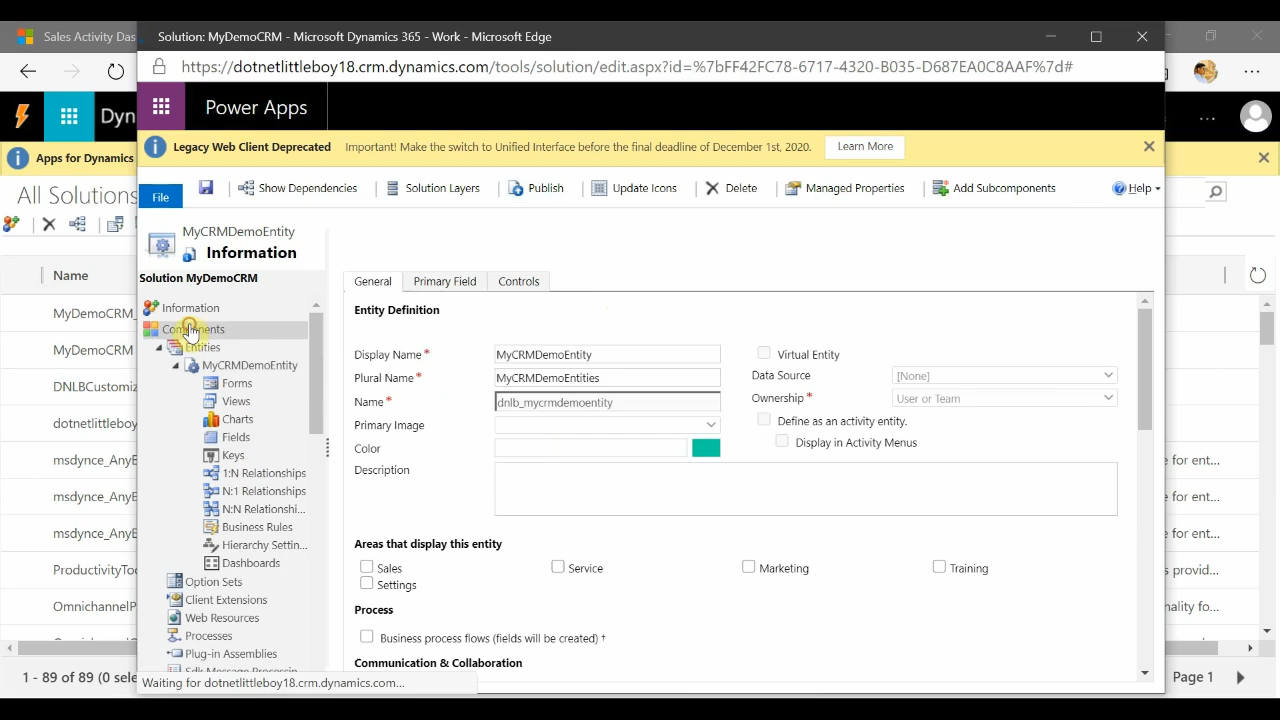 Sales Activity Das
Solution: MyDemoCRM - Microsoft Dynamics 365 - Work - Microsoft Edge
https://dotnetlittleboy18.crm.dynamics.com/tools/solution/edit.aspx?id=%7bFF42FC78-6717-4320-B035-D687EA0C8AAF%7d#
Dyn
Power Apps
Apps for Dynamics
Legacy Web Client Deprecated Important! Make the switch to Unified Interface before the final deadline of December 1st, 2020. Learn More
All Solutions
File Show Dependencies Solution Layers Publish Update Icons Delete Managed Properties Add Subcomponents Help
MyCRMDemoEntity
Information
Solution MyDemoCRM
Information
Components
Entities
MyCRMDemoEntity
Forms
Views
Charts
Fields
Keys
1:N Relationships
N:1 Relationships
N:N Relationshi...
Business Rules
Hierarchy Settin...
Dashboards
Option Sets
Client Extensions
Web Resources
Processes
Plug-in Assemblies
Sdk Message Processin
General Primary Field Controls
Entity Definition
Display Name* MyCRMDemoEntity
Plural Name* MyCRMDemoEntities
Name* dnlb_mycrmdemoentity
Primary Image
Color
Description
Virtual Entity
Data Source [None]
Ownership* User or Team
Define as an activity entity.
Display in Activity Menus
Areas that display this entity
Sales Service Marketing Training
Settings
Process
Business process flows (fields will be created) †
Communication & Collaboration
Name
MyDemoCRM_
MyDemoCRM
DNLBCustomiz
dotnetlittleboy
msdynce_AnyE
msdynce_AnyE
msdynce_AnyE
ProductivityToo
OmnichannelP
e for ent...
e for ent...
e for ent...
s provid...
nality fo...
Waiting for dotnetlittleboy18.crm.dynamics.com...
1 - 89 of 89 (0 sele
Page 1